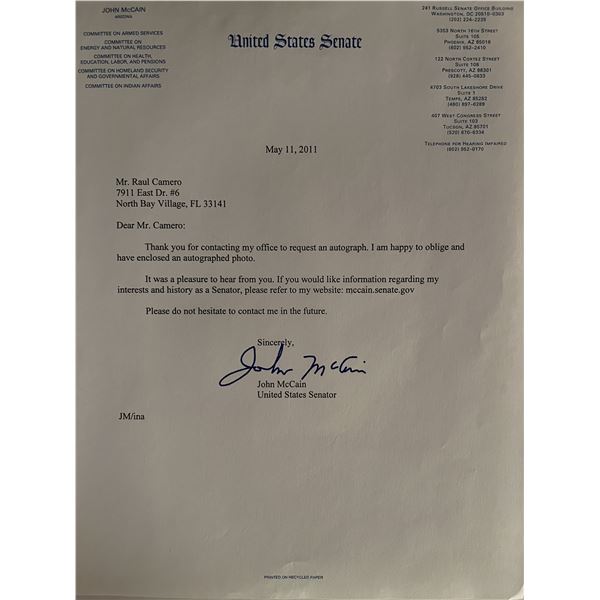 JOHN McCAIN
ARIZONA
COMMITTEE ON ARMED SERVICES
COMMITTEE ON
ENERGY AND NATURAL RESOURCES
COMMITTEE ON HEALTH,
EDUCATION, LABOR, AND PENSIONS
COMMITTEE ON HOMELAND SECURITY
AND GOVERNMENTAL AFFAIRS
COMMITTEE ON INDIAN AFFAIRS
United States Senate
241 RUSSELL SENATE OFFICE BUILDING
WASHINGTON, DC 20510-0303
(202) 224-2235
5353 NORTH 16TH STREET
SUITE 105
PHOENIX, AZ 85016
(602) 952-2410
122 NORTH CORTEZ STREET
SUITE 108
PRESCOTT, AZ 86301
(928) 445-0833
4703 SOUTH LAKESHORE DRIVE
SUITE 1
TEMPE, AZ 85282
(480) 897-6289
407 WEST CONGRESS STREET
SUITE 103
TUCSON, AZ 85701
(520) 670-6334
TELEPHONE FOR HEARING IMPAIRED
(602) 952-0170
May 11, 2011
Mr. Raul Camero
7911 East Dr. #6
North Bay Village, FL 33141
Dear Mr. Camero:
Thank you for contacting my office to request an autograph. I am happy to oblige and
have enclosed an autographed photo.
It was a pleasure to hear from you. If you would like information regarding my
interests and history as a Senator, please refer to my website: mccain.senate.gov
Please do not hesitate to contact me in the future.
Sincerely,
John McCain
John McCain
United States Senator
JM/ina
PRINTED ON RECYCLED PAPER